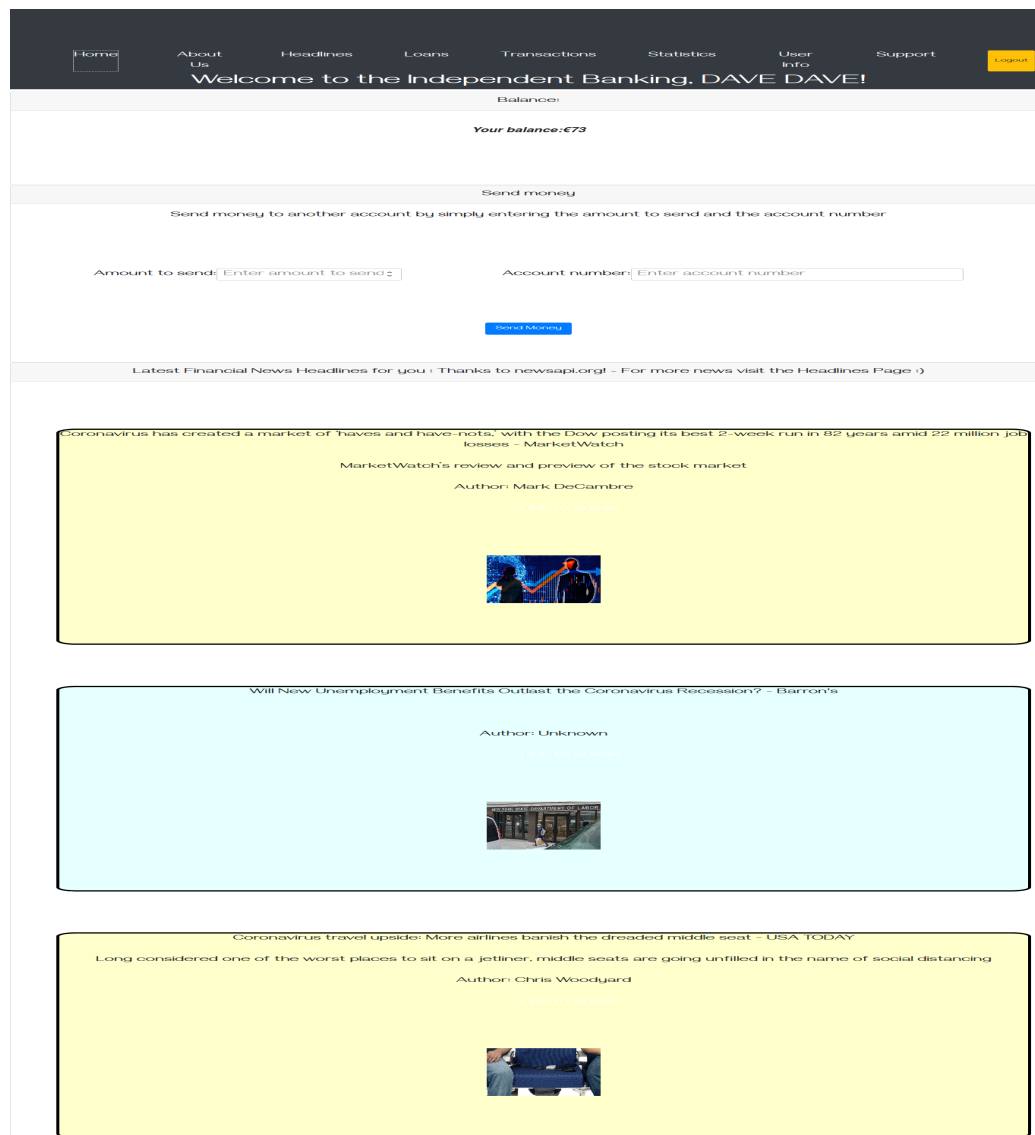 Home
About Us
Headlines
Loans
Transactions
Statistics
User Info
Support
Logout
Welcome to the Independent Banking, DAVE DAVE!
Balance:
Your balance:€73
Send money
Send money to another account by simply entering the amount to send and the account number
Amount to send: Enter amount to send
Account number: Enter account number
Send Money
Latest Financial News Headlines for you : Thanks to newsapi.org! - For more news visit the Headlines Page :)
Coronavirus has created a market of 'haves and have-nots,' with the Dow posting its best 2-week run in 82 years amid 22 million job
losses - MarketWatch
MarketWatch's review and preview of the stock market
Author: Mark DeCambre
Will New Unemployment Benefits Outlast the Coronavirus Recession? - Barron's
Author: Unknown
NEW YORK STATE DEPARTMENT OF LABOR
Coronavirus travel upside: More airlines banish the dreaded middle seat - USA TODAY
Long considered one of the worst places to sit on a jetliner, middle seats are going unfilled in the name of social distancing
Author: Chris Woodyard